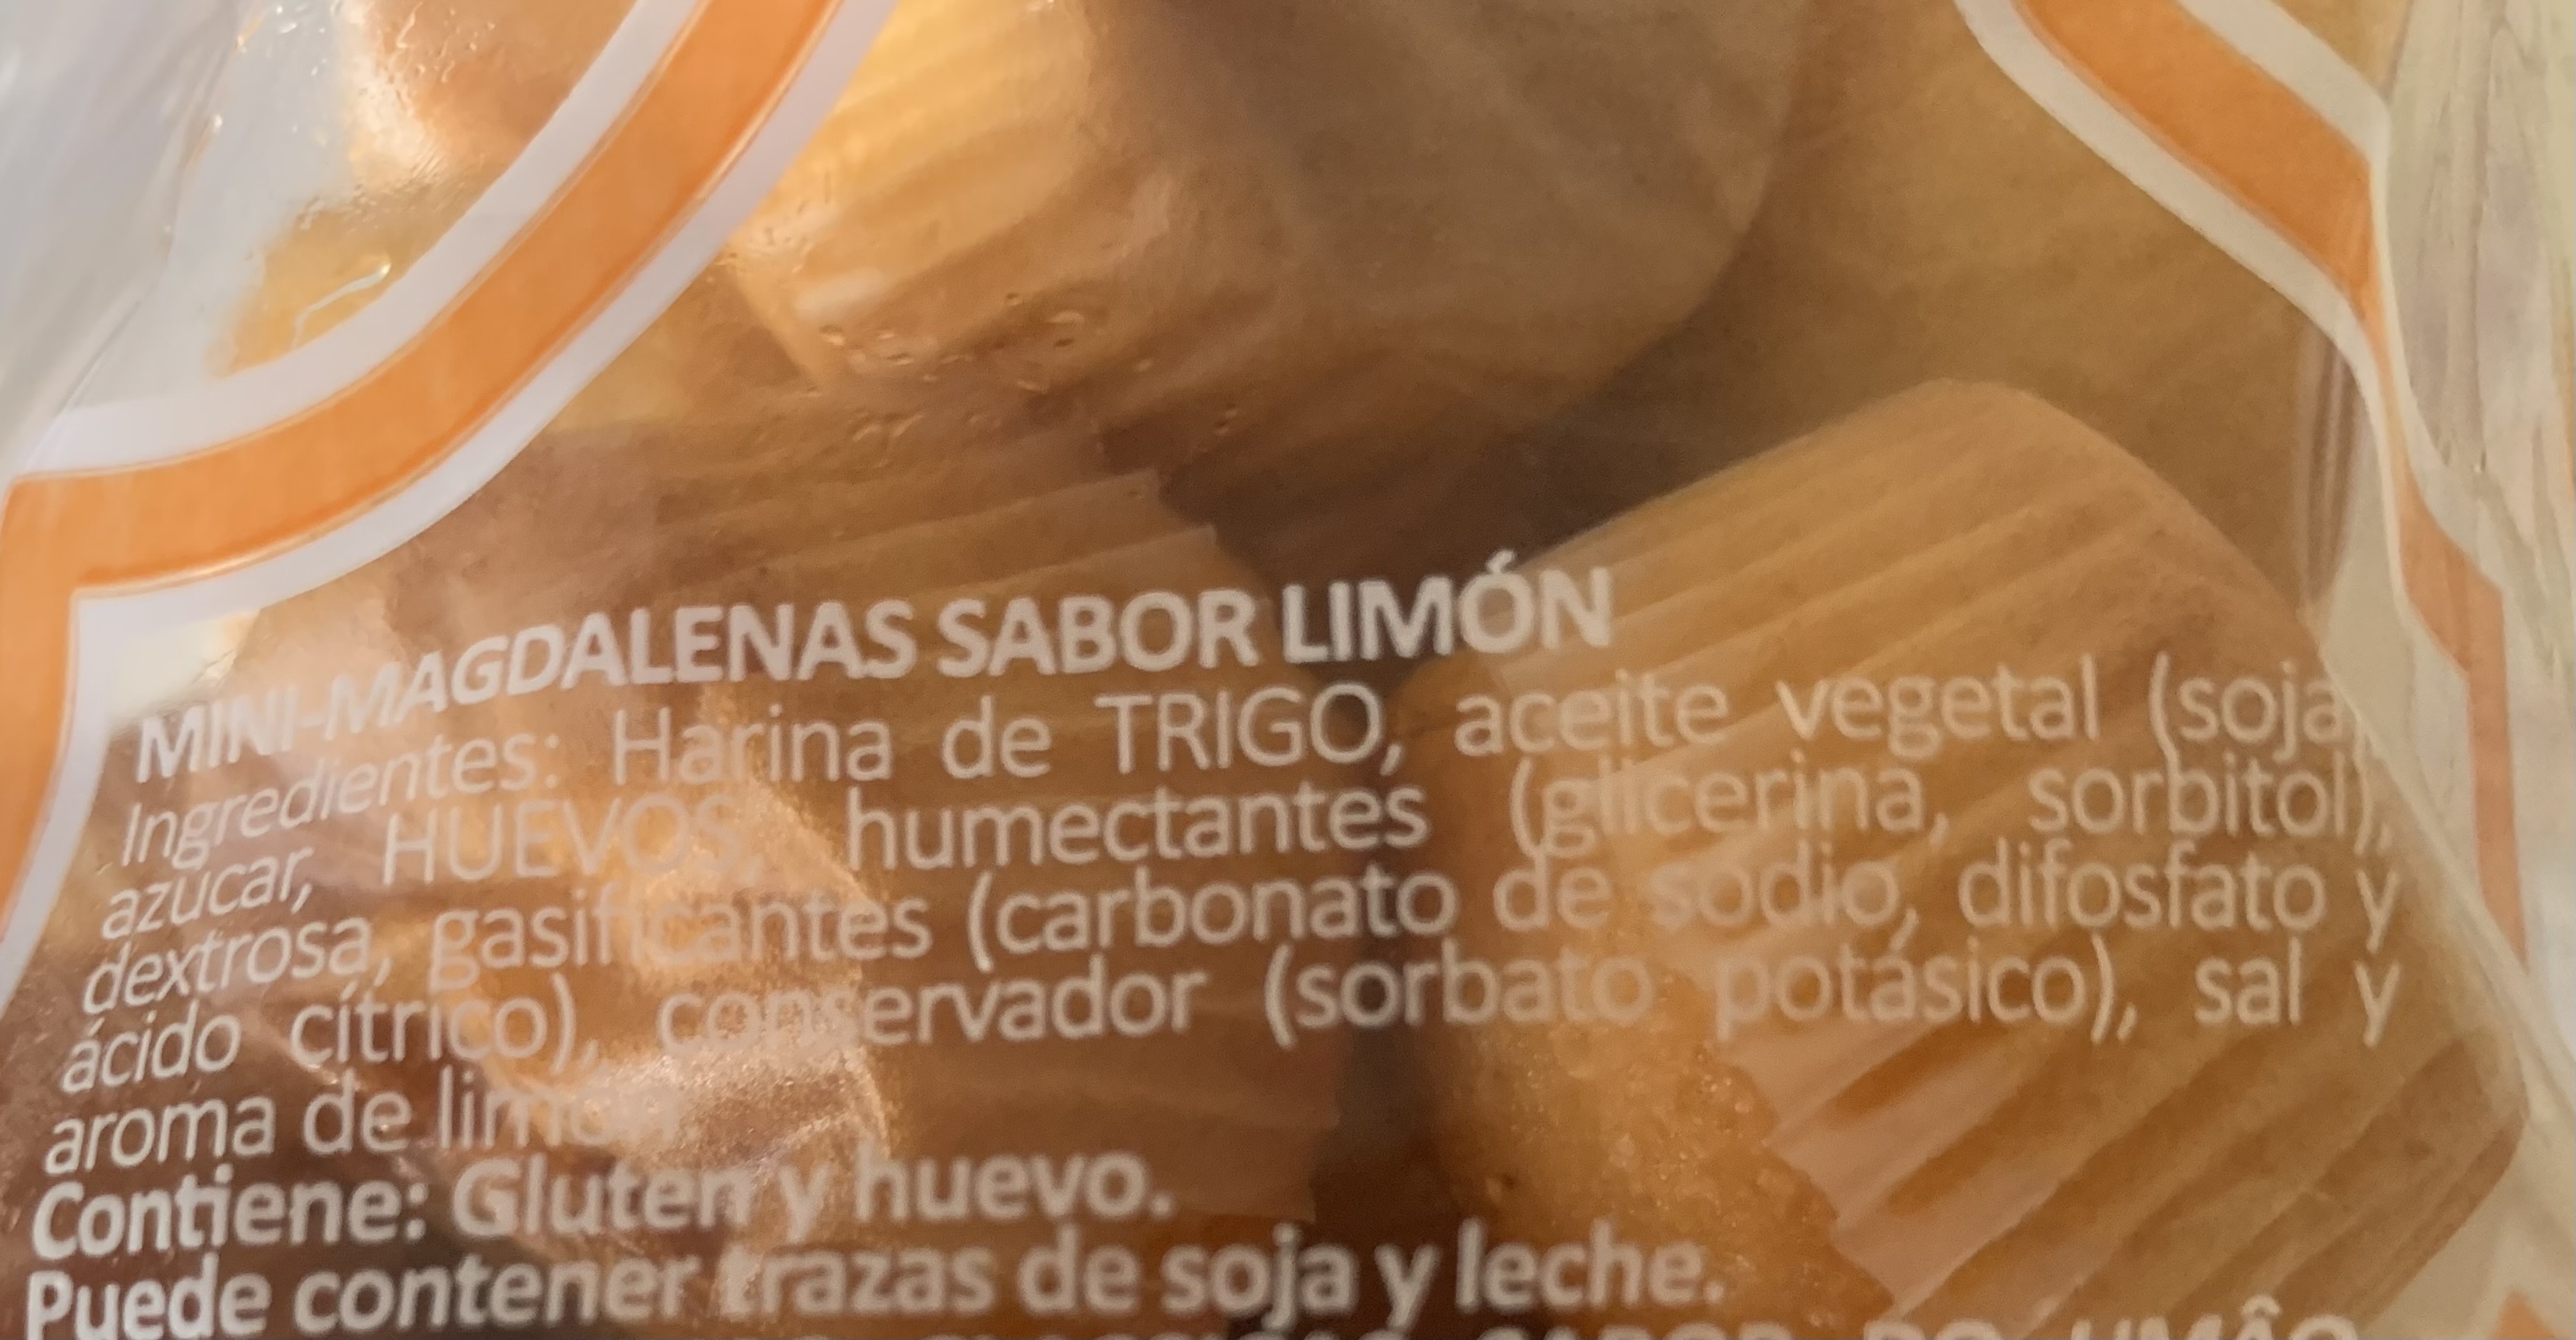 MINI-MAGDALENAS SABOR LIMÓN
Ingredientes: Harina de TRIGO, aceite vegetal (soja),
azúcar, HUEVOS, humectantes (glicerina, sorbitol),
dextrosa, gasificantes (carbonato de sodio, difosfato y
ácido cítrico), conservador (sorbato potásico), sal y
aroma de limón.
Contiene: Gluten y huevo.
Puede contener trazas de soja y leche.